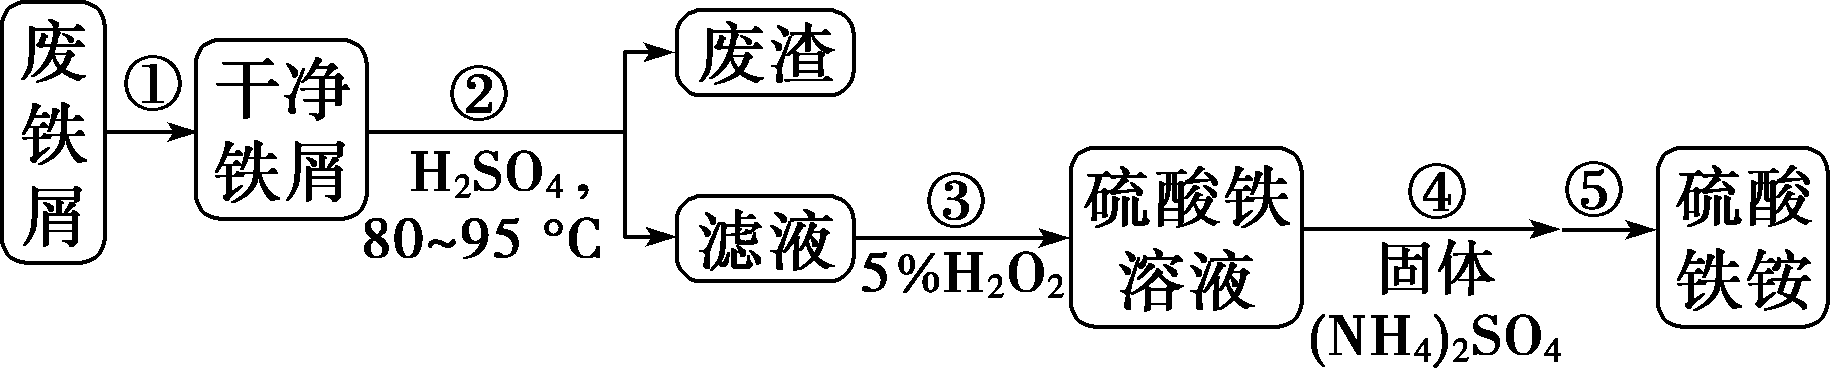 废铁屑
①
干净
铁屑
②
H₂SO₄,
80~95 °C
废渣
滤液
③
5%H₂O₂
硫酸铁
溶液
④
固体
(NH₄)₂SO₄
⑤
硫酸
铁铵